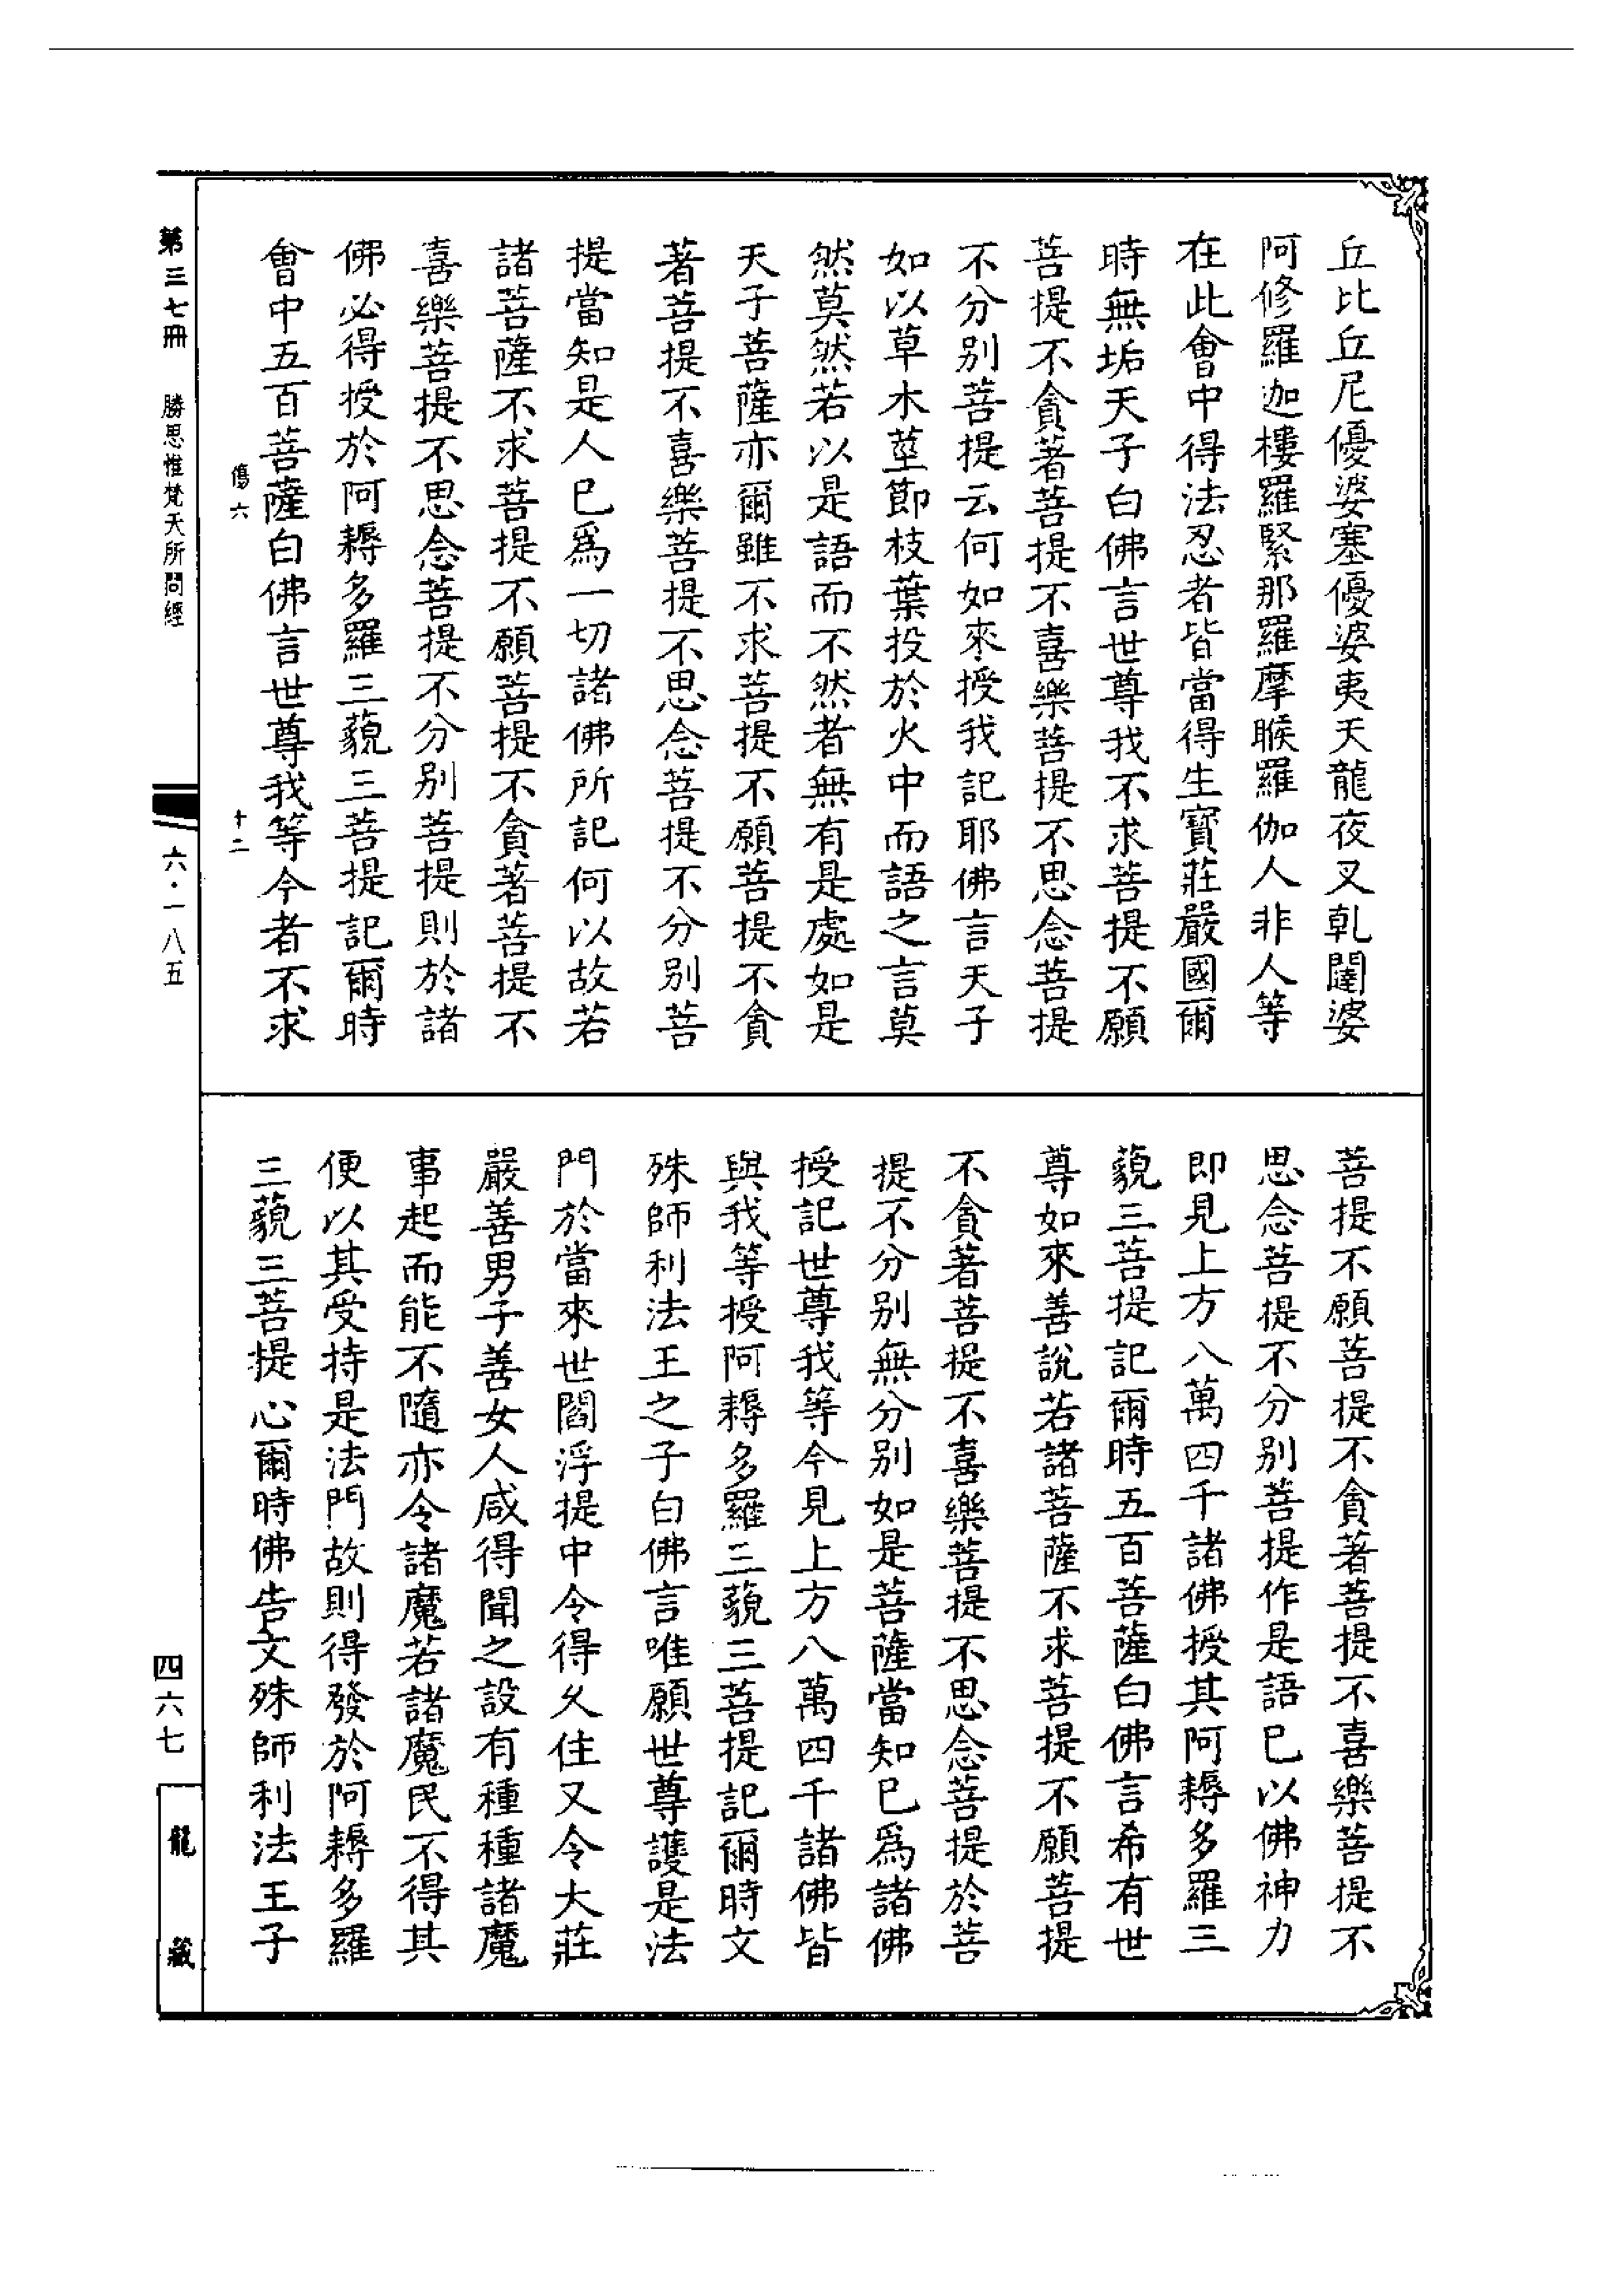 丘比丘尼優婆塞優婆夷天龍夜叉乹闥婆
阿修羅迦樓羅緊那羅摩睺羅伽人非人等
在此會中得法忍者皆當得生寶莊嚴國爾
時無垢天子白佛言世尊我不求菩提不願
菩提不貪著菩提不喜樂菩提不思念菩提
不分別菩提云何如來授我記耶佛言天子
如以草木莖節枝葉投於火中而語之言莫
然莫然若以是語而不然者無有是處如是
天子菩薩亦爾雖不求菩提不願菩提不貪
著菩提不喜樂菩提不思念菩提不分別菩
提當知是人已爲一切諸佛所記何以故若
諸菩薩不求菩提不願菩提不貪著菩提不
喜樂菩提不思念菩提不分別菩提則於諸
佛必得授於阿耨多羅三藐三菩提記爾時
會中五百菩薩白佛言世尊我等今者不求
傷六 十二
菩提不願菩提不貪著菩提不喜樂菩提不
思念菩提不分別菩提作是語已以佛神力
即見上方八萬四千諸佛授其阿耨多羅三
藐三菩提記爾時五百菩薩白佛言希有世
尊如來善說若諸菩薩不求菩提不願菩提
不貪著菩提不喜樂菩提不思念菩提於菩
提不分別無分別如是菩薩當知已爲諸佛
授記世尊我等今見上方八萬四千諸佛皆
與我等授阿耨多羅三藐三菩提記爾時文
殊師利法王之子白佛言唯願世尊護是法
門於當來世閻浮提中令得久住又令大莊
嚴善男子善女人咸得聞之設有種種諸魔
事起而能不隨亦令諸魔若諸魔民不得其
便以其受持是法門故則得發於阿耨多羅
三藐三菩提心爾時佛告文殊師利法王子
第三七冊 勝思惟梵天所問經 六·一八五
四六七 龍藏